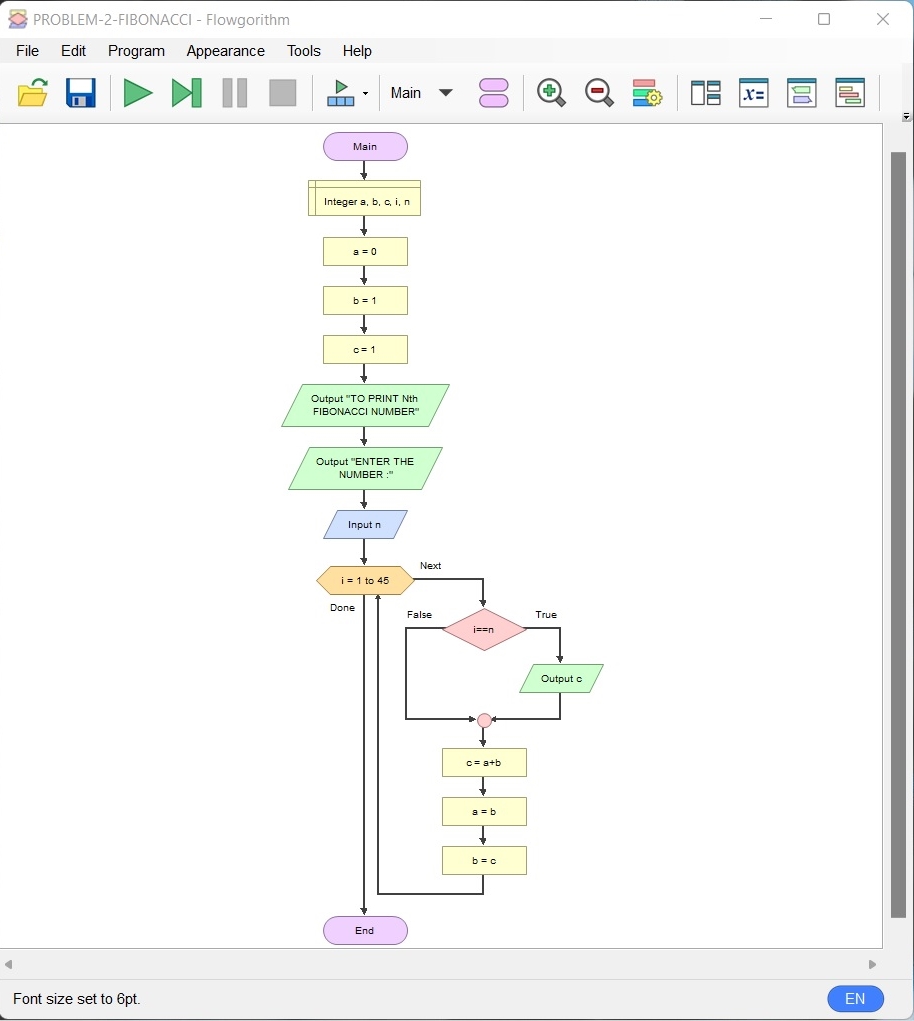 PROBLEM-2-FIBONACCI - Flowgorithm
File Edit Program Appearance Tools Help
Main
x=
Main
Integer a, b, c, i, n
a = 0
b = 1
c = 1
Output "TO PRINT Nth
FIBONACCI NUMBER"
Output "ENTER THE
NUMBER :"
Input n
i = 1 to 45
Next
Done
False
i==n
True
Output c
c = a+b
a = b
b = c
End
Font size set to 6pt.
EN